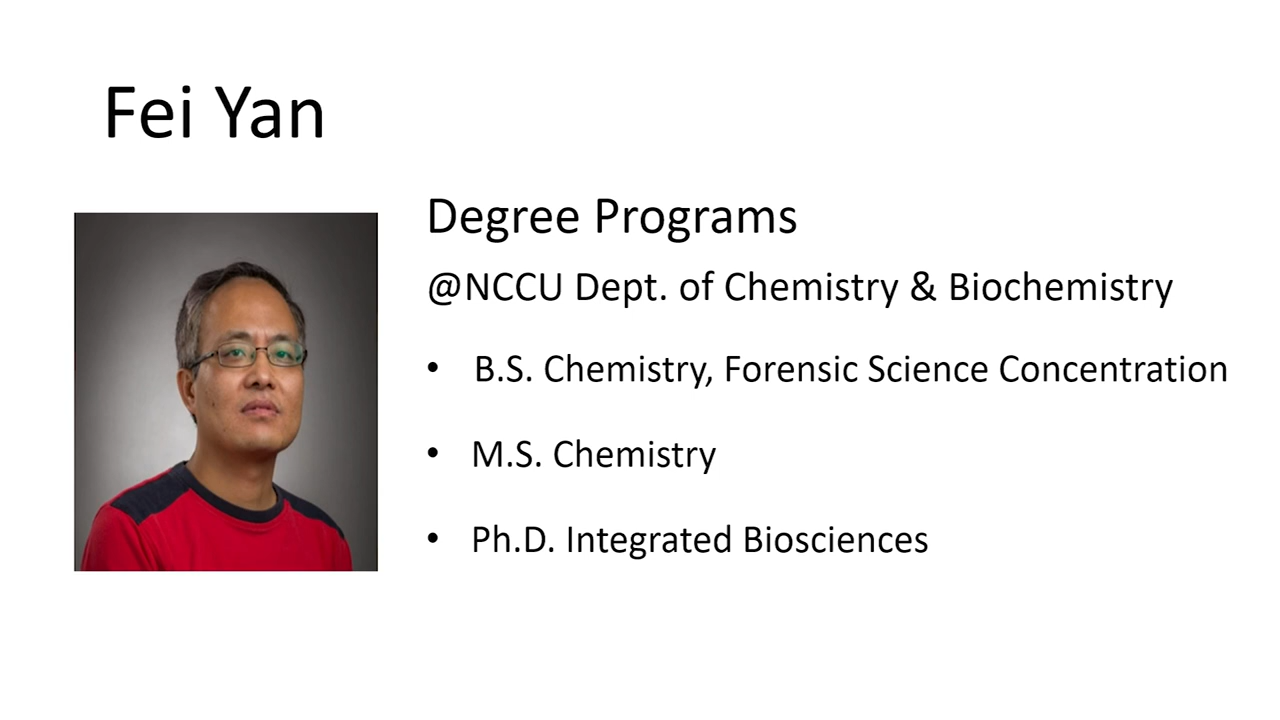 Fei Yan
Degree Programs
@NCCU Dept. of Chemistry & Biochemistry
• B.S. Chemistry, Forensic Science Concentration
• M.S. Chemistry
• Ph.D. Integrated Biosciences